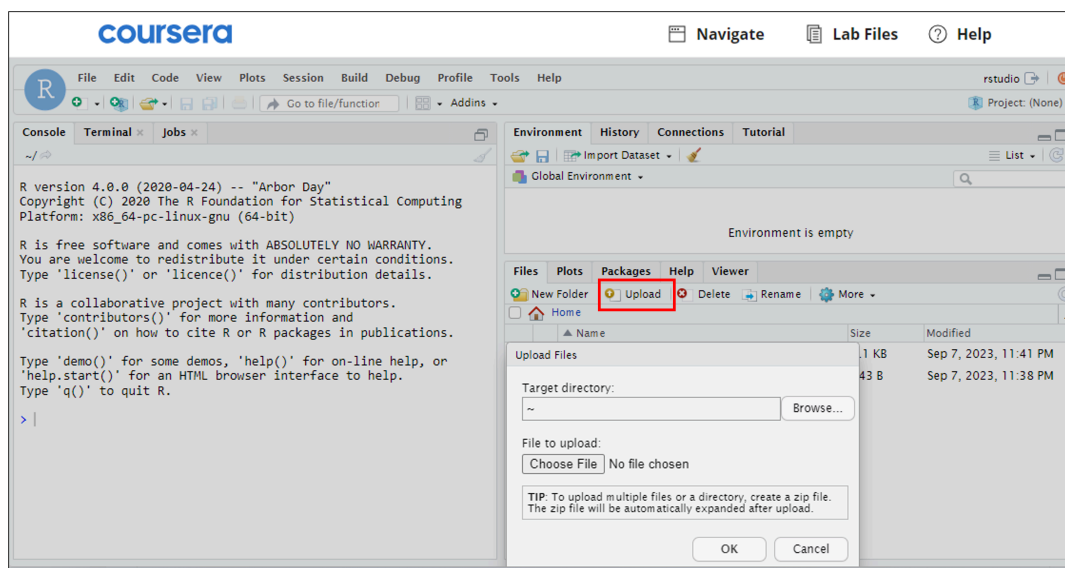 coursera
Navigate
Lab Files
? Help
R
File Edit Code View Plots Session Build Debug Profile Tools Help
rstudio
Go to file/function
Addins
R Project: (None)
Console Terminal × Jobs ×
~/
R version 4.0.0 (2020-04-24) -- "Arbor Day"
Copyright (C) 2020 The R Foundation for Statistical Computing
Platform: x86_64-pc-linux-gnu (64-bit)
R is free software and comes with ABSOLUTELY NO WARRANTY.
You are welcome to redistribute it under certain conditions.
Type 'license()' or 'licence()' for distribution details.
R is a collaborative project with many contributors.
Type 'contributors()' for more information and
'citation()' on how to cite R or R packages in publications.
Type 'demo()' for some demos, 'help()' for on-line help, or
'help.start()' for an HTML browser interface to help.
Type 'q()' to quit R.
>
Environment History Connections Tutorial
Import Dataset
List
Global Environment
Environment is empty
Files Plots Packages Help Viewer
New Folder Upload Delete Rename More
Home
Name Size Modified
.1 KB Sep 7, 2023, 11:41 PM
43 B Sep 7, 2023, 11:38 PM
Upload Files
Target directory:
~
Browse...
File to upload:
Choose File No file chosen
TIP: To upload multiple files or a directory, create a zip file.
The zip file will be automatically expanded after upload.
OK Cancel